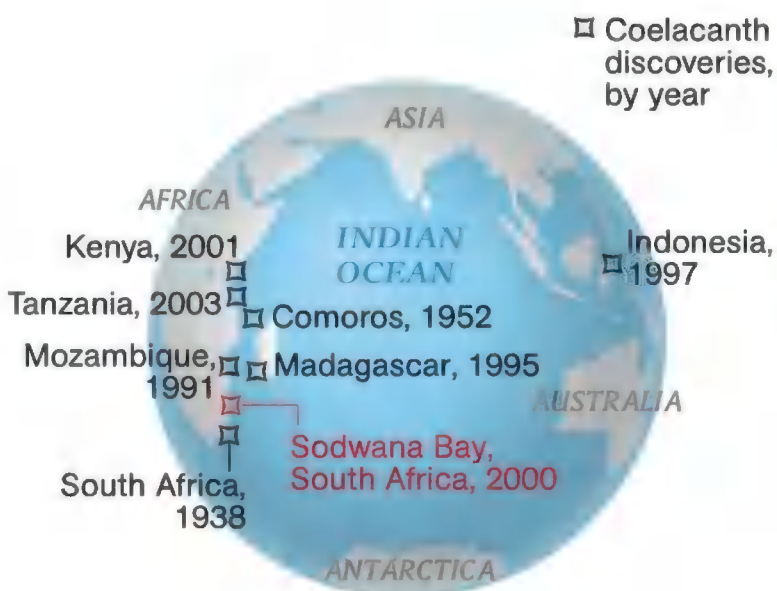 Coelacanth
discoveries,
by year
ASIA
AFRICA
Kenya, 2001
INDIAN
OCEAN
Indonesia,
1997
Tanzania, 2003
Comoros, 1952
Mozambique,
1991
Madagascar, 1995
AUSTRALIA
Sodwana Bay,
South Africa, 2000
South Africa,
1938
ANTARCTICA